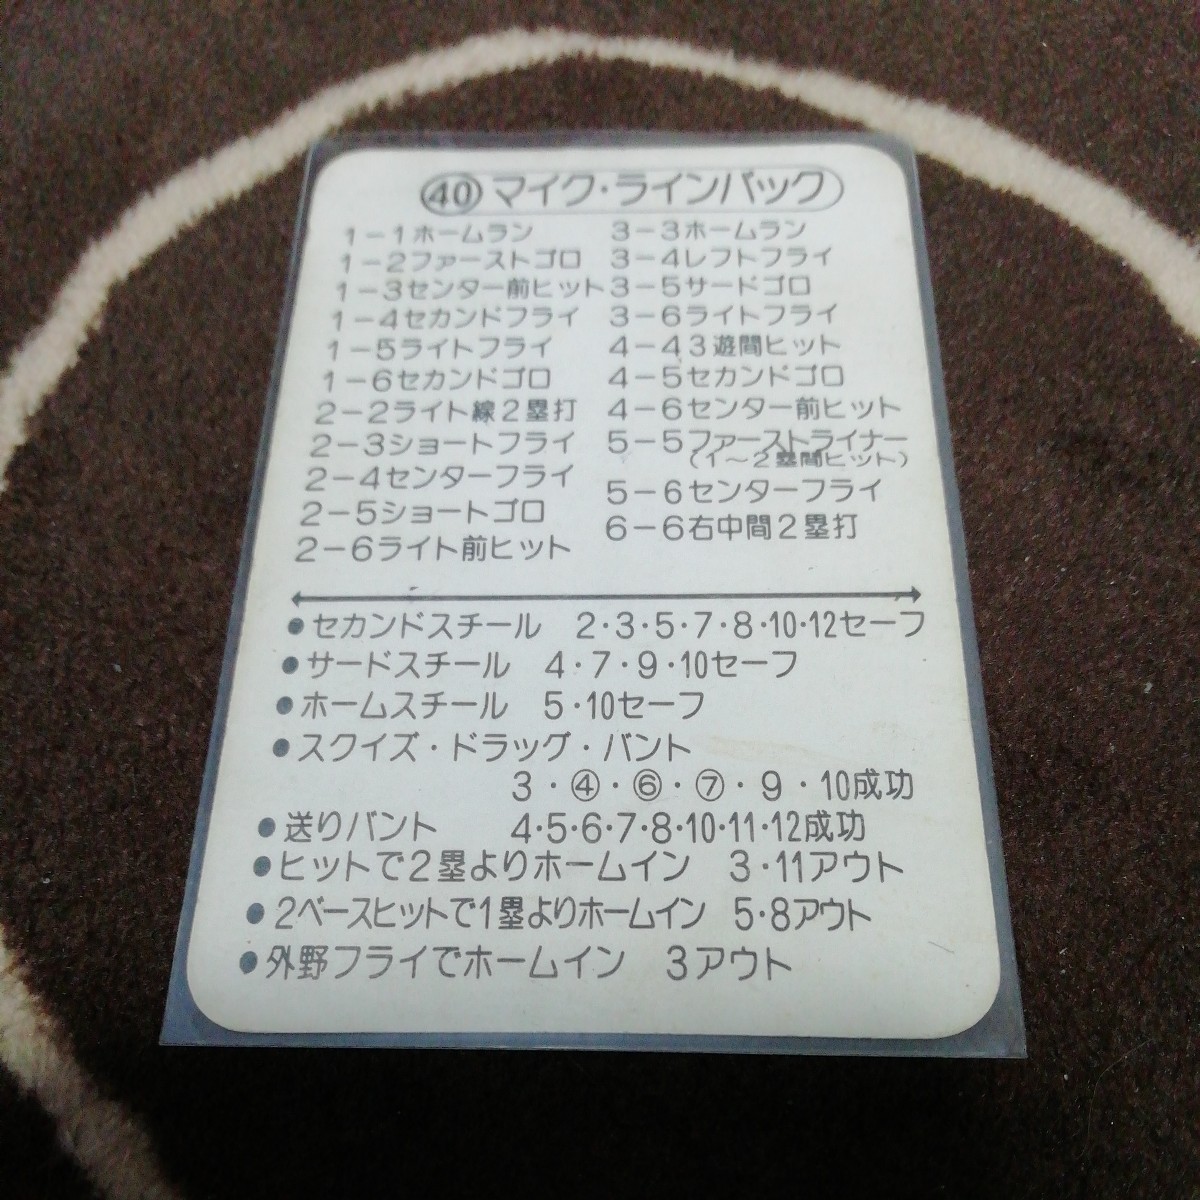 ㊵マイク・ラインバック
1－1ホームラン
1－2ファーストゴロ
1－3センター前ヒット
1－4セカンドフライ
1－5ライトフライ
1－6セカンドゴロ
2－2ライト線2塁打
2－3ショートフライ
2－4センターフライ
2－5ショートゴロ
2－6ライト前ヒット
3－3ホームラン
3－4レフトフライ
3－5サードゴロ
3－6ライトフライ
4－43遊間ヒット
4－5セカンドゴロ
4－6センター前ヒット
5－5ファーストライナー
(1～2塁間ヒット)
5－6センターフライ
6－6右中間2塁打
●セカンドスチール 2・3・5・7・8・10・12セーフ
●サードスチール 4・7・9・10セーフ
●ホームスチール 5・10セーフ
●スクイズ・ドラッグ・バント
3・④・⑥・⑦・9・10成功
●送りバント 4・5・6・7・8・10・11・12成功
●ヒットで2塁よりホームイン 3・11アウト
●2ベースヒットで1塁よりホームイン 5・8アウト
●外野フライでホームイン 3アウト